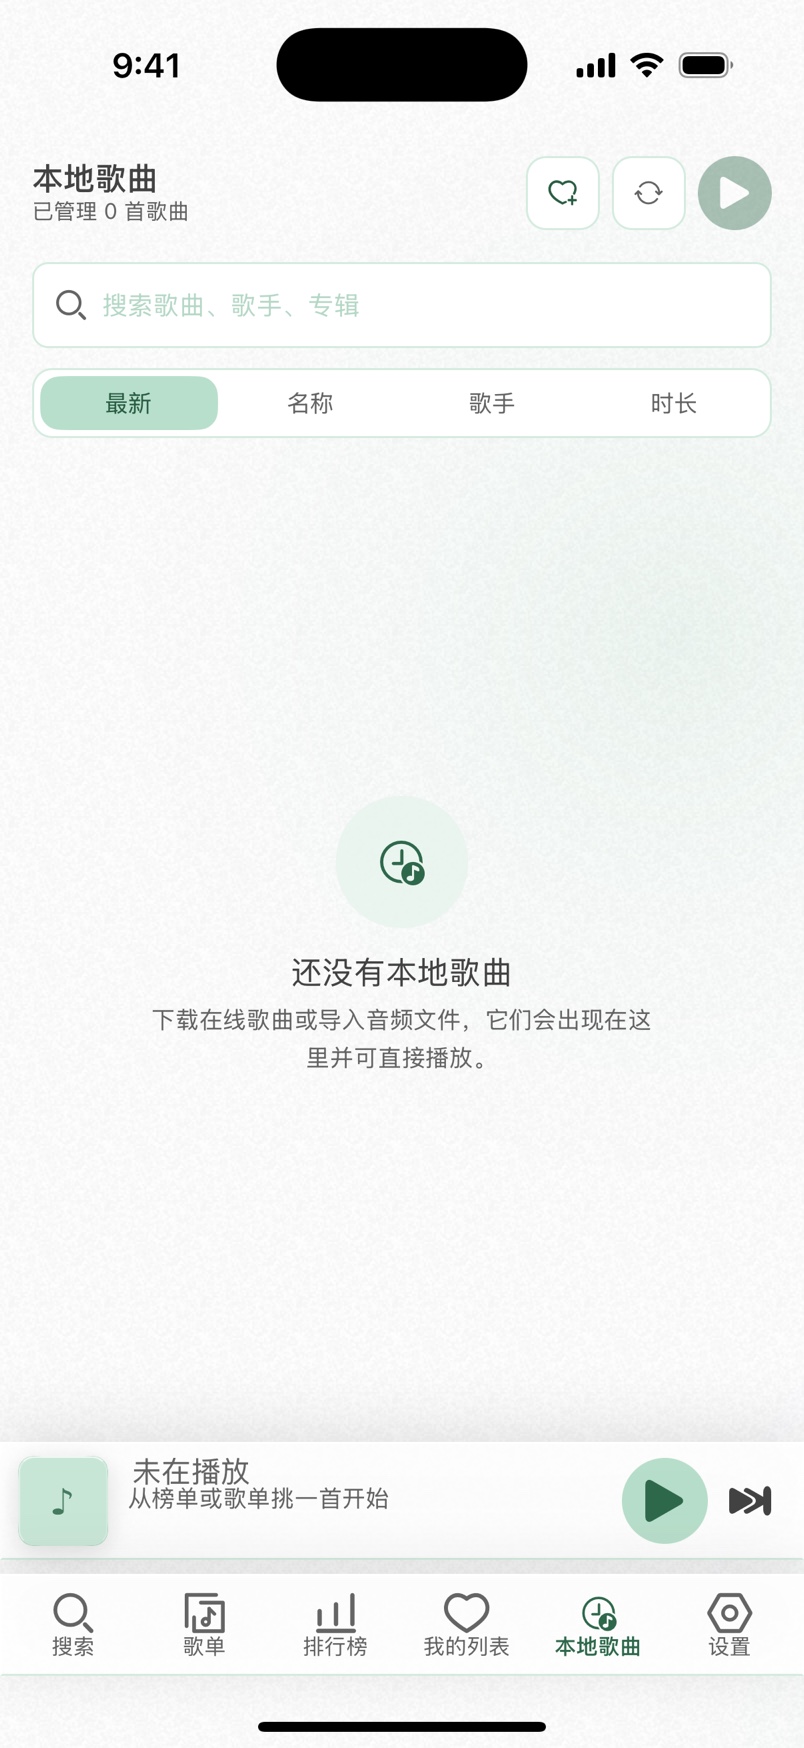 9:41
本地歌曲
已管理 0 首歌曲
搜索歌曲、歌手、专辑
最新
名称
歌手
时长
还没有本地歌曲
下载在线歌曲或导入音频文件，它们会出现在这
里并可直接播放。
未在播放
从榜单或歌单挑一首开始
搜索
歌单
排行榜
我的列表
本地歌曲
设置